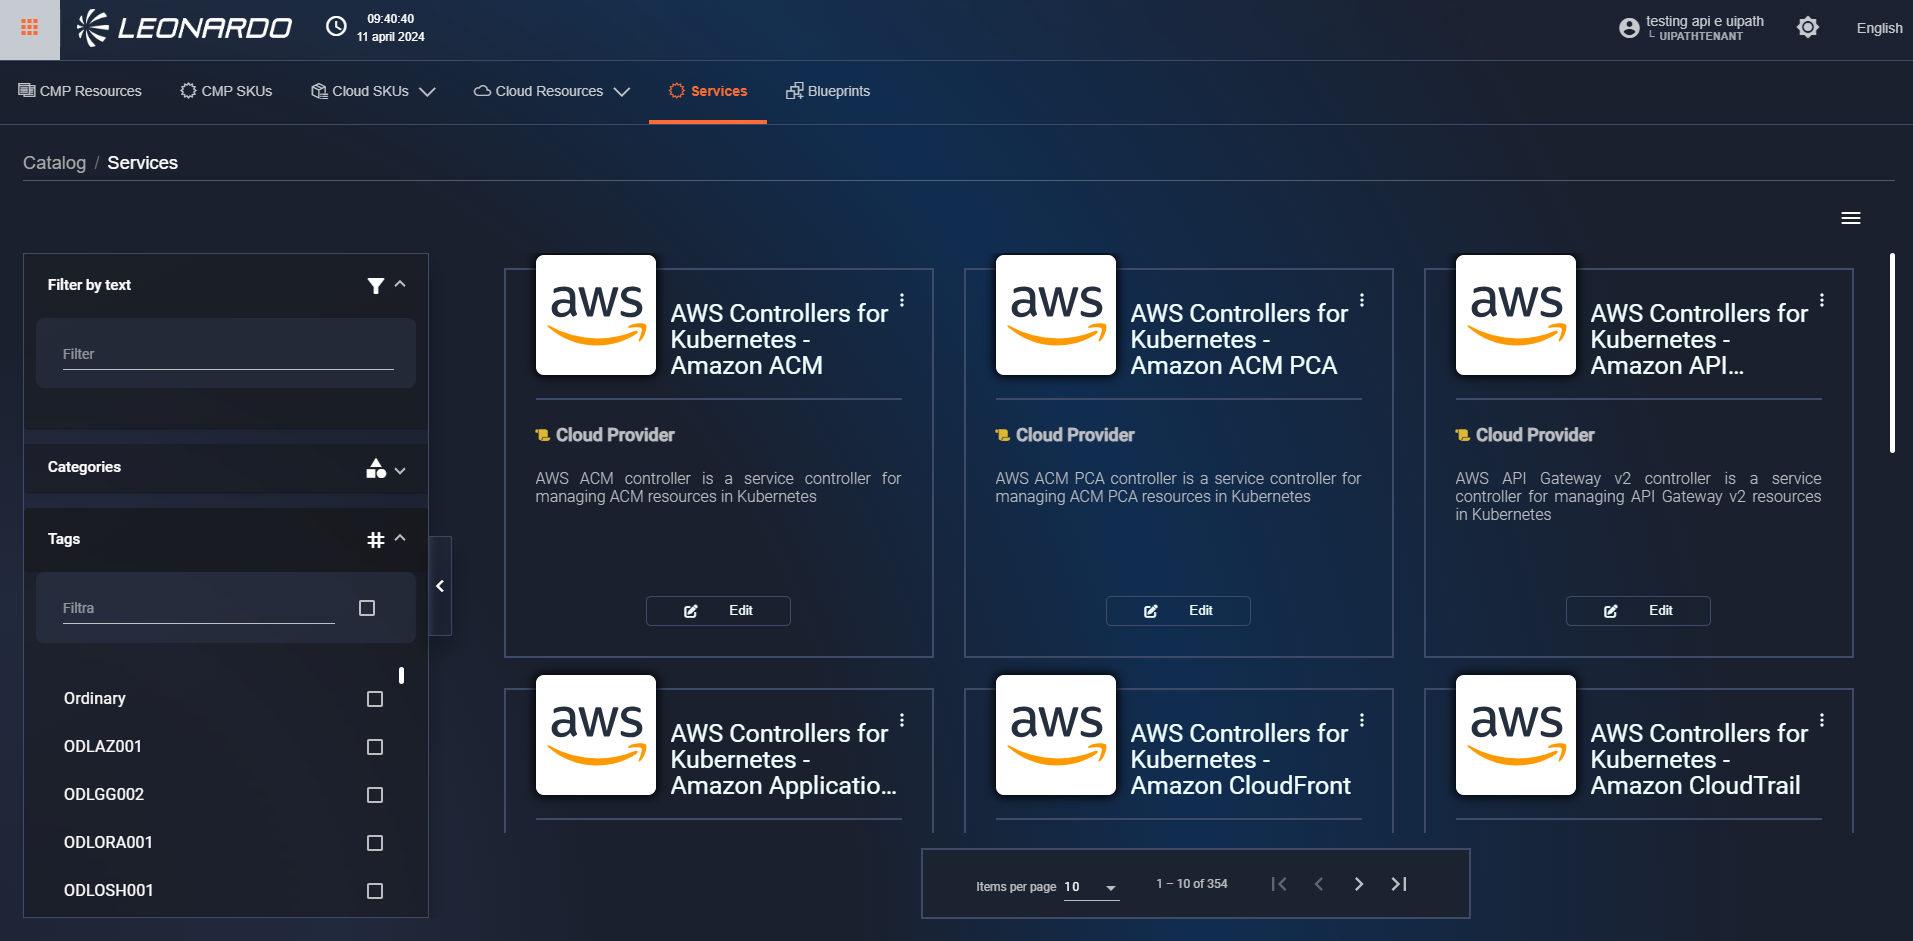 LEONARDO
09:40:40
11 april 2024
testing api e uipath
UIPATHTENANT
English
CMP Resources
CMP SKUs
Cloud SKUs
Cloud Resources
Services
Blueprints
Catalog / Services
Filter by text
Filter
Categories
Tags
Filtra
Ordinary
ODLAZ001
ODLGG002
ODLORA001
ODLOSH001
aws
AWS Controllers for
Kubernetes -
Amazon ACM
Cloud Provider
AWS ACM controller is a service controller for
managing ACM resources in Kubernetes
Edit
aws
AWS Controllers for
Kubernetes -
Amazon ACM PCA
Cloud Provider
AWS ACM PCA controller is a service controller for
managing ACM PCA resources in Kubernetes
Edit
aws
AWS Controllers for
Kubernetes -
Amazon API...
Cloud Provider
AWS API Gateway v2 controller is a service
controller for managing API Gateway v2 resources
in Kubernetes
Edit
aws
AWS Controllers for
Kubernetes -
Amazon Applicatio...
aws
AWS Controllers for
Kubernetes -
Amazon CloudFront
aws
AWS Controllers for
Kubernetes -
Amazon CloudTrail
Items per page 10
1 – 10 of 354